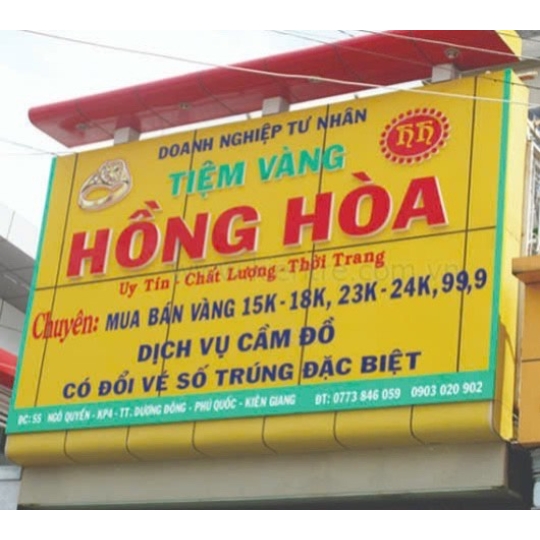 DOANH NGHIỆP TƯ NHÂN
HH
TIỆM VÀNG
HỒNG HÒA
Uy Tín - Chất Lượng - Thời Trang
Chuyên: MUA BÁN VÀNG 15K - 18K, 23K - 24K, 99,9
DỊCH VỤ CẦM ĐỒ
CÓ ĐỔI VÉ SỐ TRÚNG ĐẶC BIỆT
ĐC: 55 NGÔ QUYỀN - KP4 - TT. DƯƠNG ĐÔNG - PHÚ QUỐC - KIÊN GIANG ĐT: 0773 846 059 0903 020 902